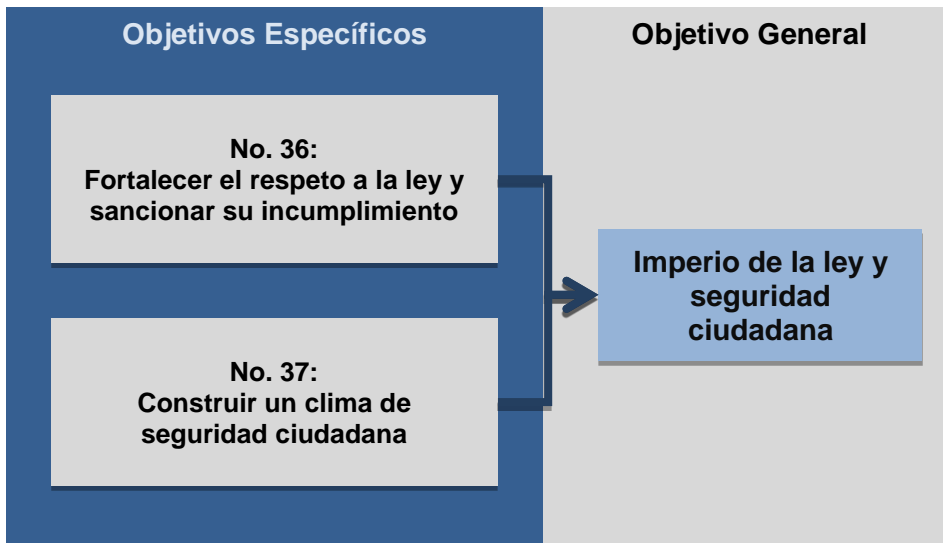 Objetivos Específicos
Objetivo General
No. 36:
Fortalecer el respeto a la ley y
sancionar su incumplimiento
Imperio de la ley y
seguridad
ciudadana
No. 37:
Construir un clima de
seguridad ciudadana